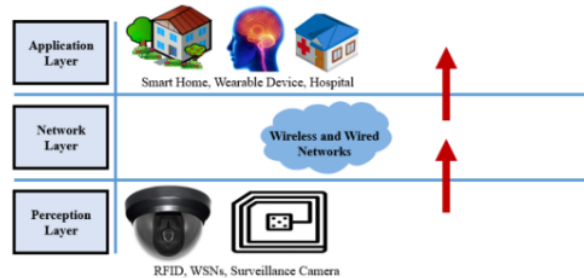 Application
Layer
Smart Home, Wearable Device, Hospital
Network
Layer
Wireless and Wired
Networks
Perception
Layer
RFID, WSNs, Surveillance Camera